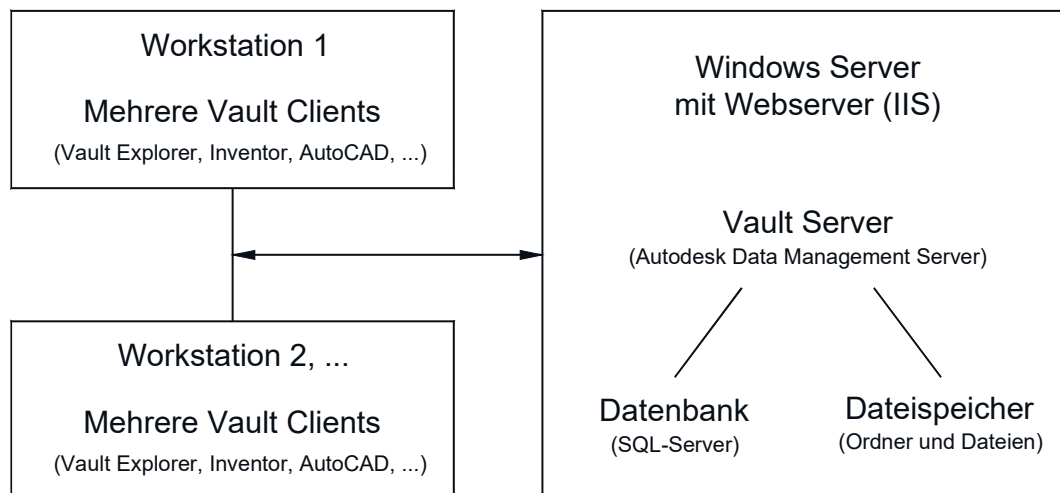 Workstation 1
Mehrere Vault Clients
(Vault Explorer, Inventor, AutoCAD, ...)
Workstation 2, ...
Mehrere Vault Clients
(Vault Explorer, Inventor, AutoCAD, ...)
Windows Server
mit Webserver (IIS)
Vault Server
(Autodesk Data Management Server)
Datenbank
(SQL-Server)
Dateispeicher
(Ordner und Dateien)